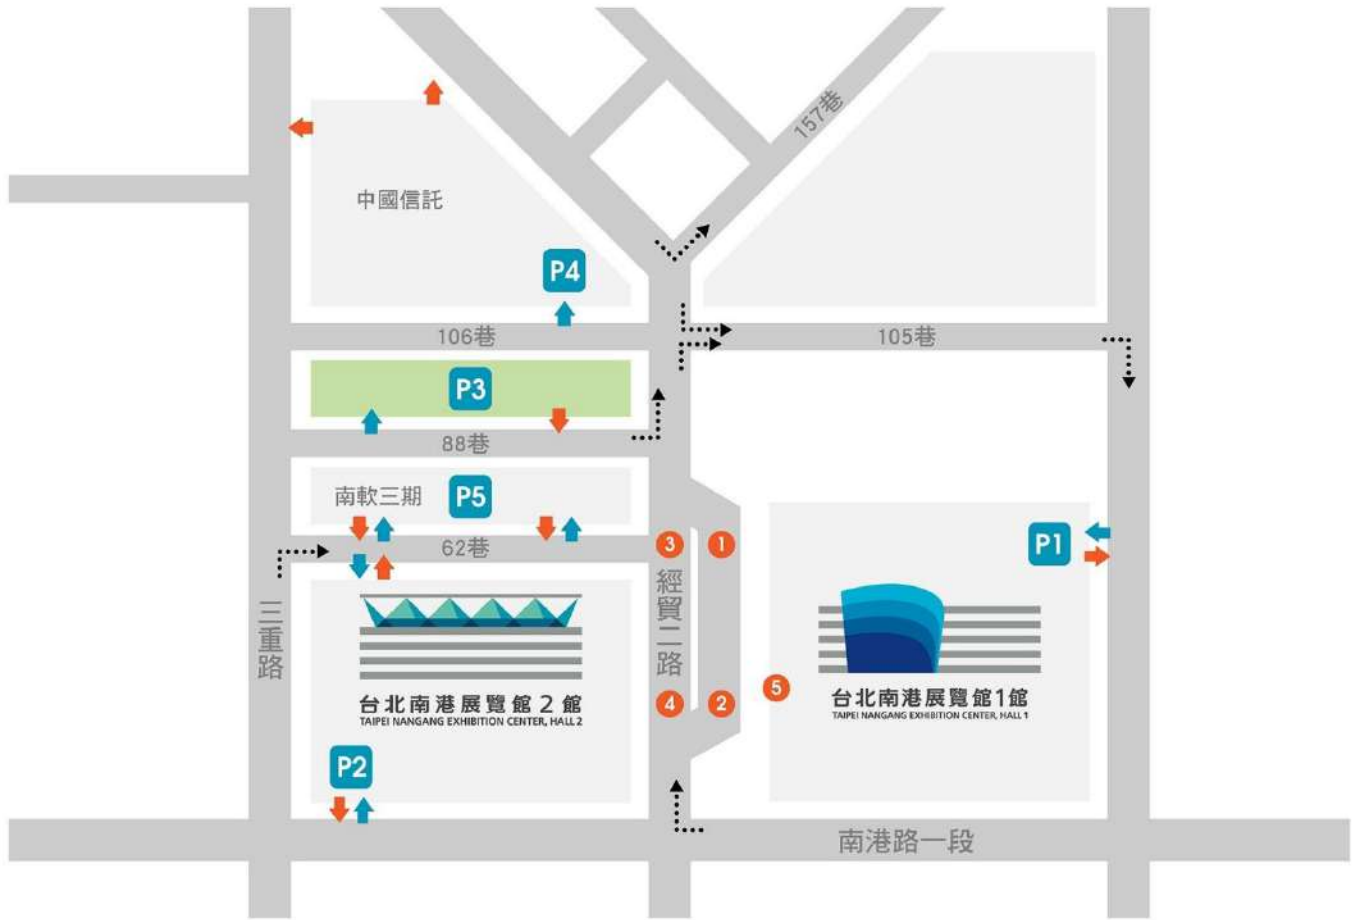 157巷
中國信託
P4
106巷
105巷
P3
88巷
南軟三期
P5
62巷
3
1
P1
三重路
經貿二路
台北南港展覽館2館
TAIPEI NANGANG EXHIBITION CENTER, HALL 2
4
2
5
台北南港展覽館1館
TAIPEI NANGANG EXHIBITION CENTER, HALL 1
P2
南港路一段